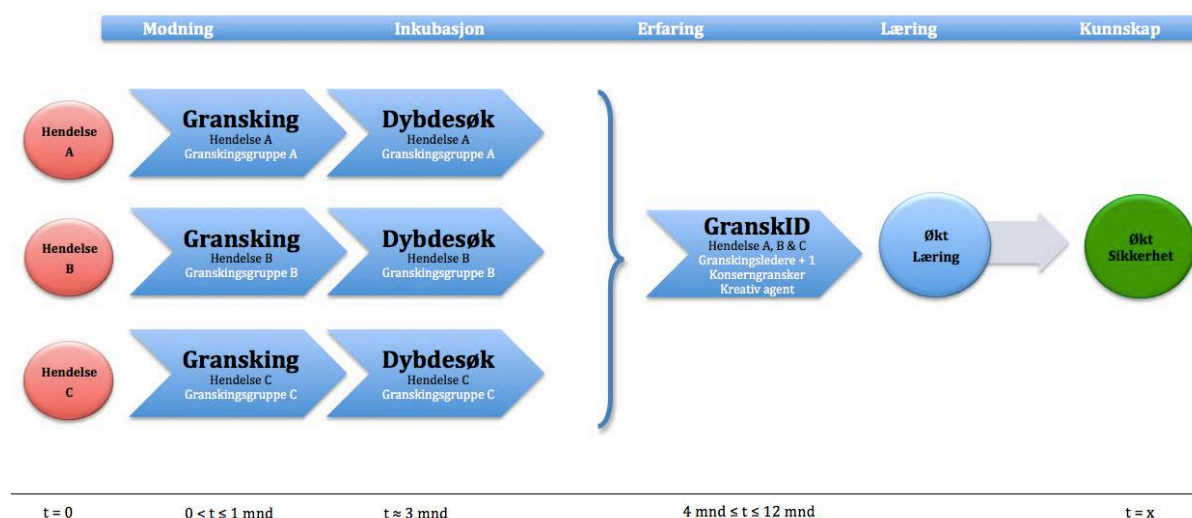 Modning Inkubasjon Erfaring Læring Kunnskap
Hendelse
A
Gransking
Hendelse A
Granskingsgruppe A
Dybdesøk
Hendelse A
Granskingsgruppe A
Hendelse
B
Gransking
Hendelse B
Granskingsgruppe B
Dybdesøk
Hendelse B
Granskingsgruppe B
Hendelse
C
Gransking
Hendelse C
Granskingsgruppe C
Dybdesøk
Hendelse C
Granskingsgruppe C
GranskID
Hendelse A, B & C
Granskingsledere + 1
Konserngransker
Kreativ agent
Økt
Læring
Økt
Sikkerhet
t = 0 0 < t ≤ 1 mnd t ≈ 3 mnd 4 mnd ≤ t ≤ 12 mnd t = x